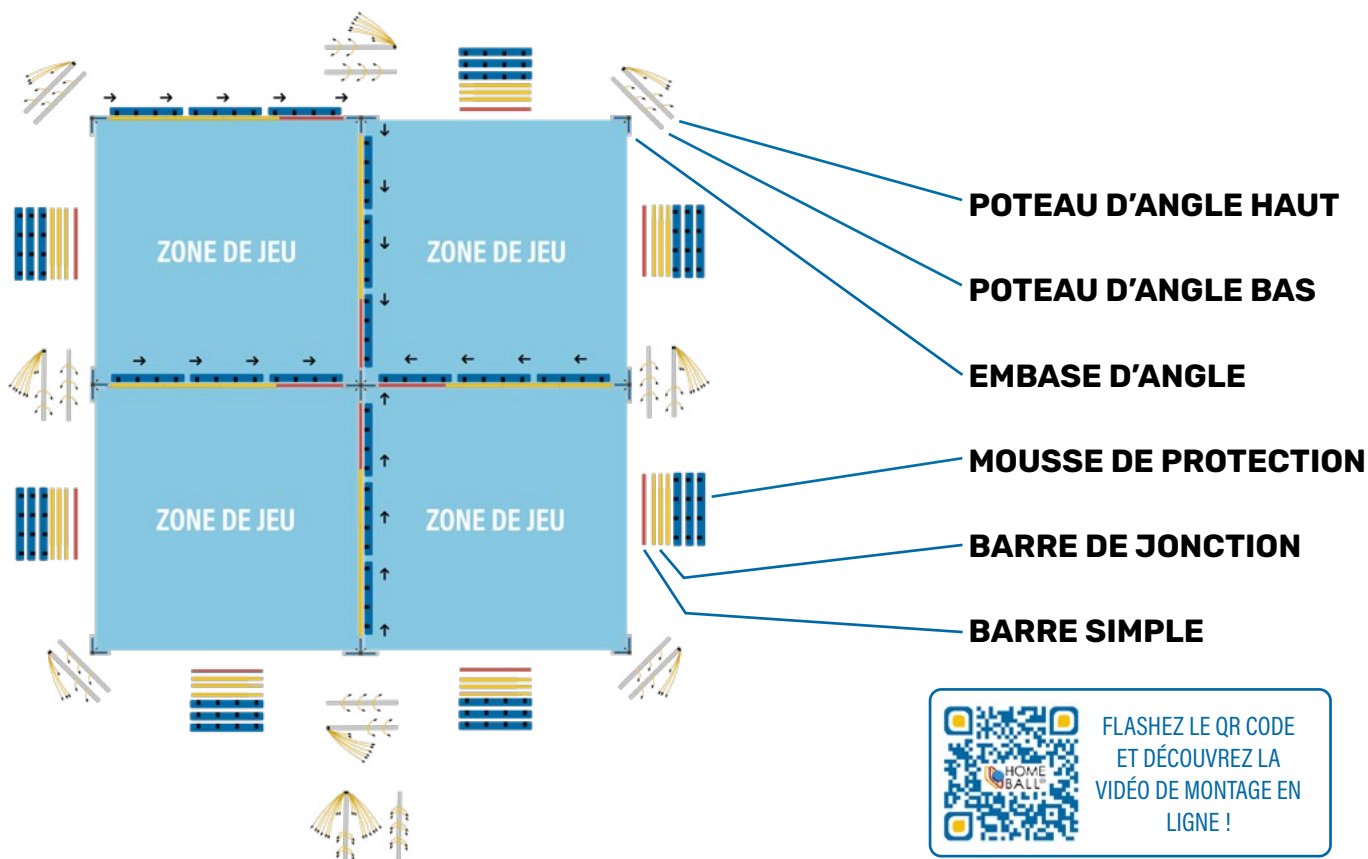 POTEAU D’ANGLE HAUT
ZONE DE JEU
ZONE DE JEU
POTEAU D’ANGLE BAS
EMBASE D’ANGLE
MOUSSE DE PROTECTION
ZONE DE JEU
ZONE DE JEU
BARRE DE JONCTION
BARRE SIMPLE
HOME
BALL®
FLASHEZ LE QR CODE
ET DÉCOUVREZ LA
VIDÉO DE MONTAGE EN
LIGNE !